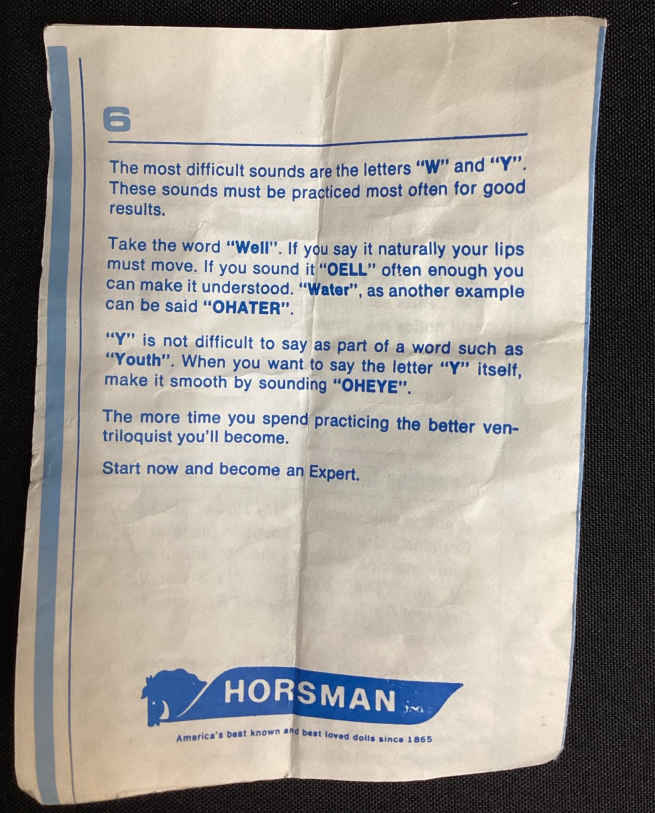 6
The most difficult sounds are the letters “W” and “Y”.
These sounds must be practiced most often for good
results.
Take the word “Well”. If you say it naturally your lips
must move. If you sound it “OELL” often enough you
can make it understood. “Water”, as another example
can be said “OHATER”.
“Y” is not difficult to say as part of a word such as
“Youth”. When you want to say the letter “Y” itself,
make it smooth by sounding “OHEYE”.
The more time you spend practicing the better ven-
triloquist you’ll become.
Start now and become an Expert.
HORSMAN inc.
America's best known and best loved dolls since 1865